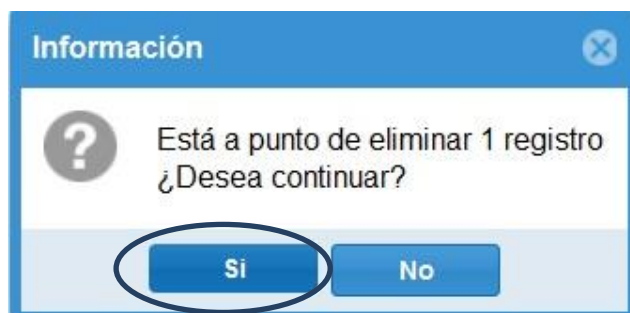 Información
Está a punto de eliminar 1 registro
¿Desea continuar?
Si
No